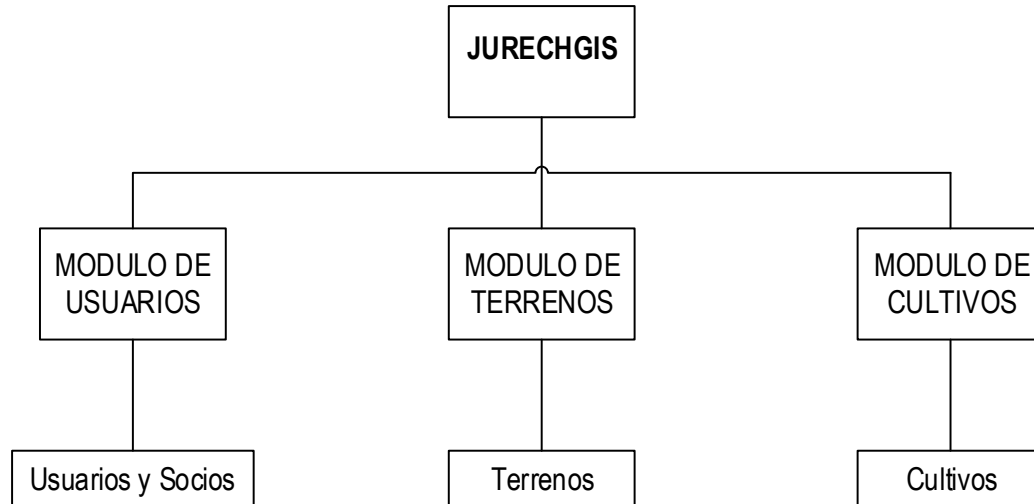 JURECHGIS
MODULO DE
USUARIOS
MODULO DE
TERRENOS
MODULO DE
CULTIVOS
Usuarios y Socios
Terrenos
Cultivos